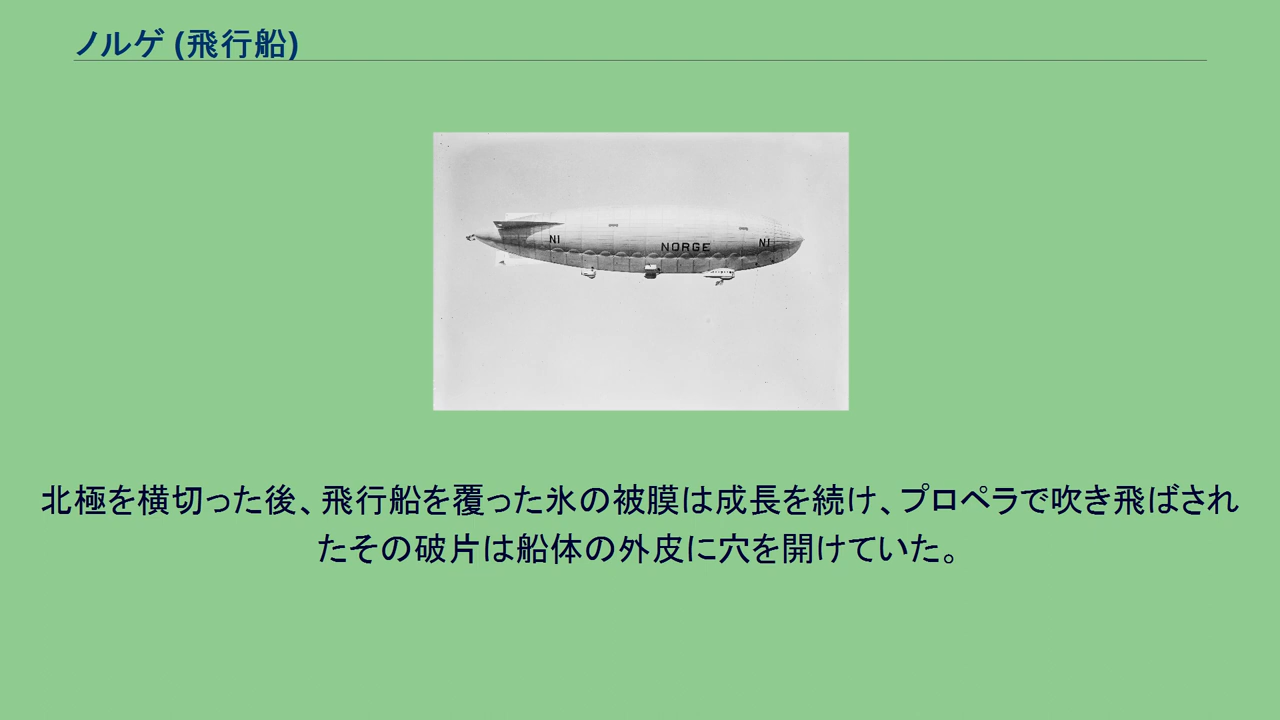 ノルゲ (飛行船)
N1
NORGE
N1
北極を横切った後、飛行船を覆った氷の被膜は成長を続け、プロペラで吹き飛ばされ
たその破片は船体の外皮に穴を開けていた。